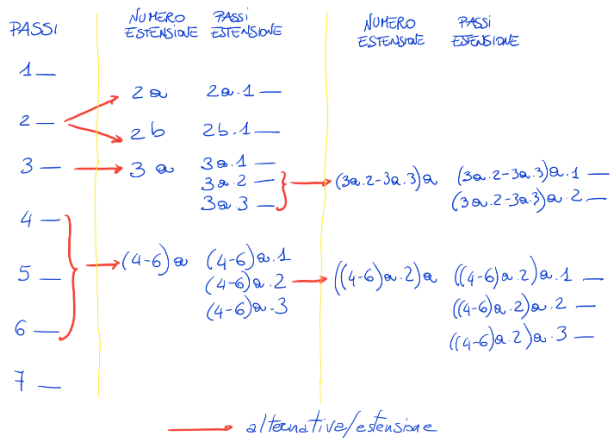 PASSI NUMERO ESTENSIONE PASSI ESTENSIONE NUMERO ESTENSIONE PASSI ESTENSIONE
1 —
2a 2a.1 —
2 —
2b 2b.1 —
3 — 3a 3a.1 —
3a.2 — (3a.2-3a.3)a (3a.2-3a.3)a.1 —
3a.3 — (3a.2-3a.3)a.2 —
4 —
(4-6)a (4-6)a.1
5 — (4-6)a.2 — ((4-6)a.2)a ((4-6)a.2)a.1 —
(4-6)a.3 ((4-6)a.2)a.2 —
6 — ((4-6)a.2)a.3 —
7 —
alternativa/estensione